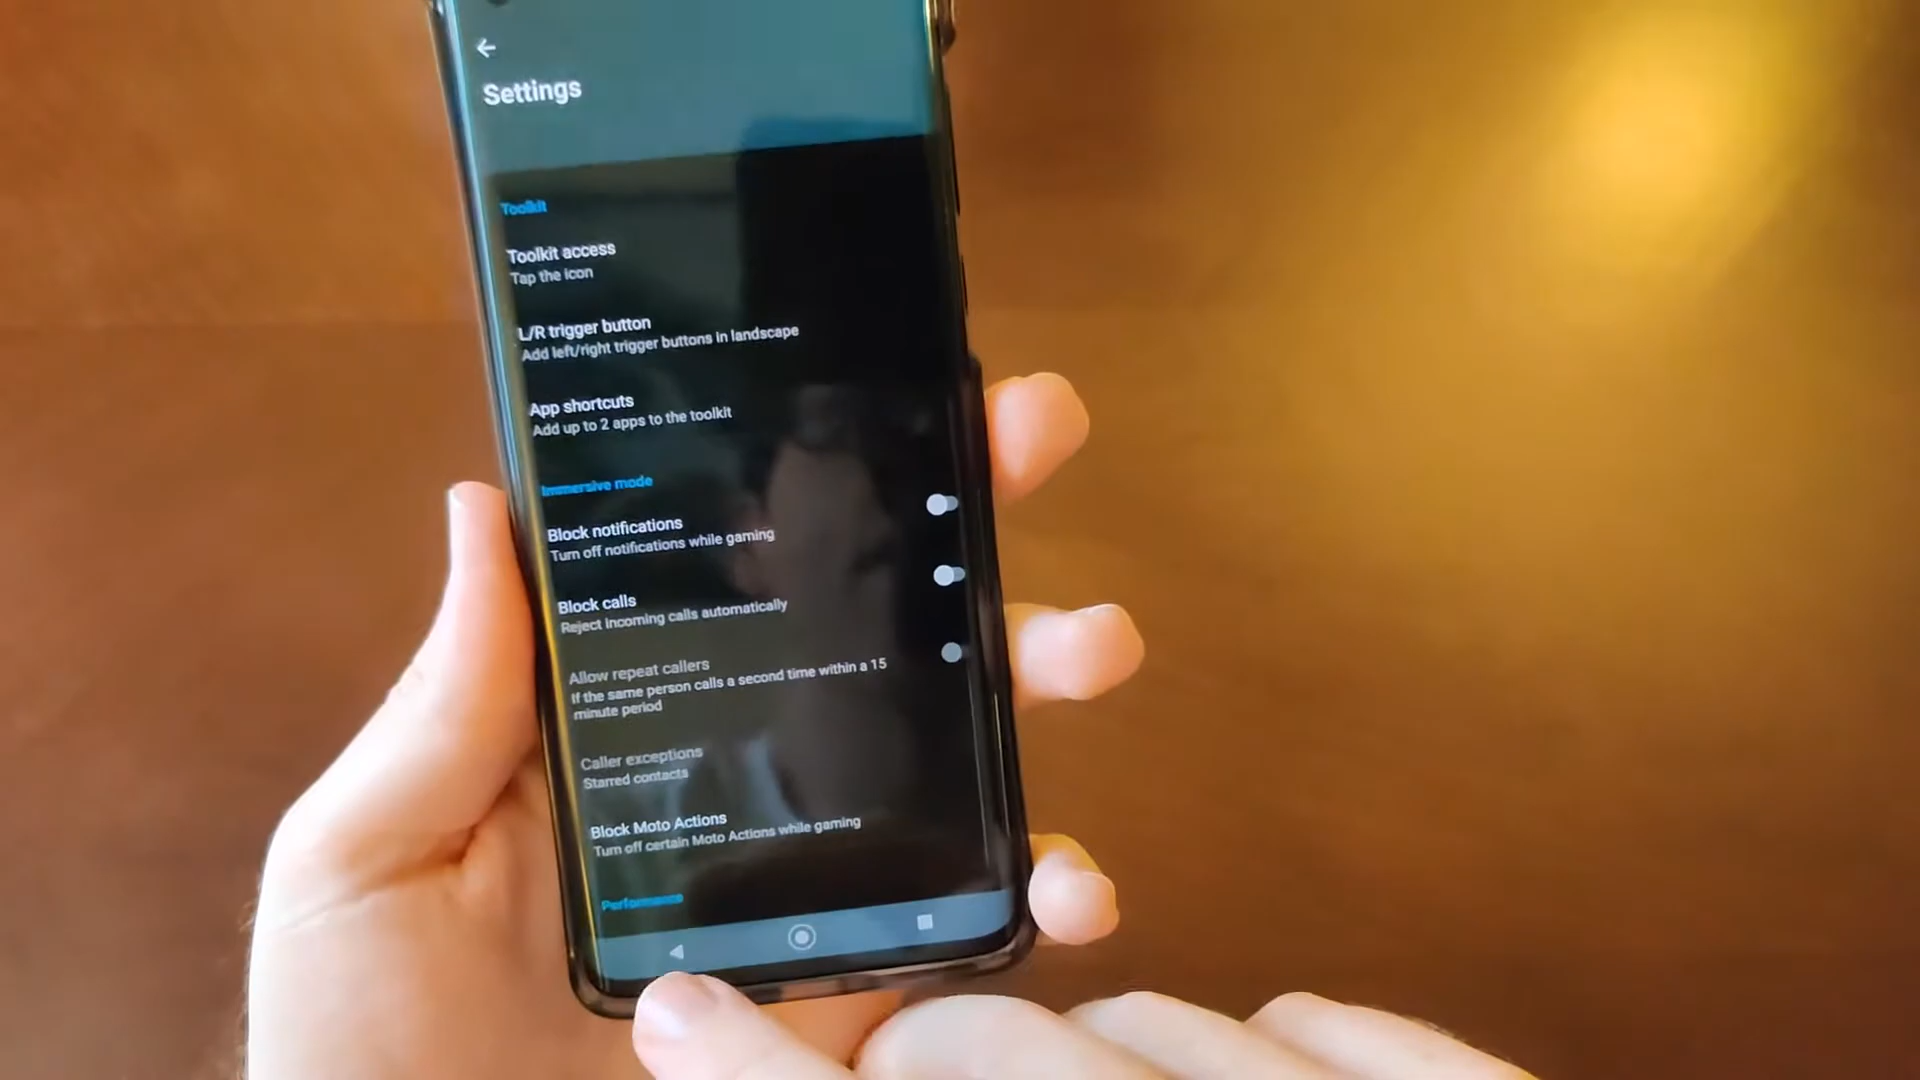 Settings
Toolkit
Toolkit access
Tap the icon
L/R trigger button
Add left/right trigger buttons in landscape
App shortcuts
Add up to 2 apps to the toolkit
Immersive mode
Block notifications
Turn off notifications while gaming
Block calls
Reject incoming calls automatically
Allow repeat callers
If the same person calls a second time within a 15
minute period
Caller exceptions
Starred contacts
Block Moto Actions
Turn off certain Moto Actions while gaming
Performance